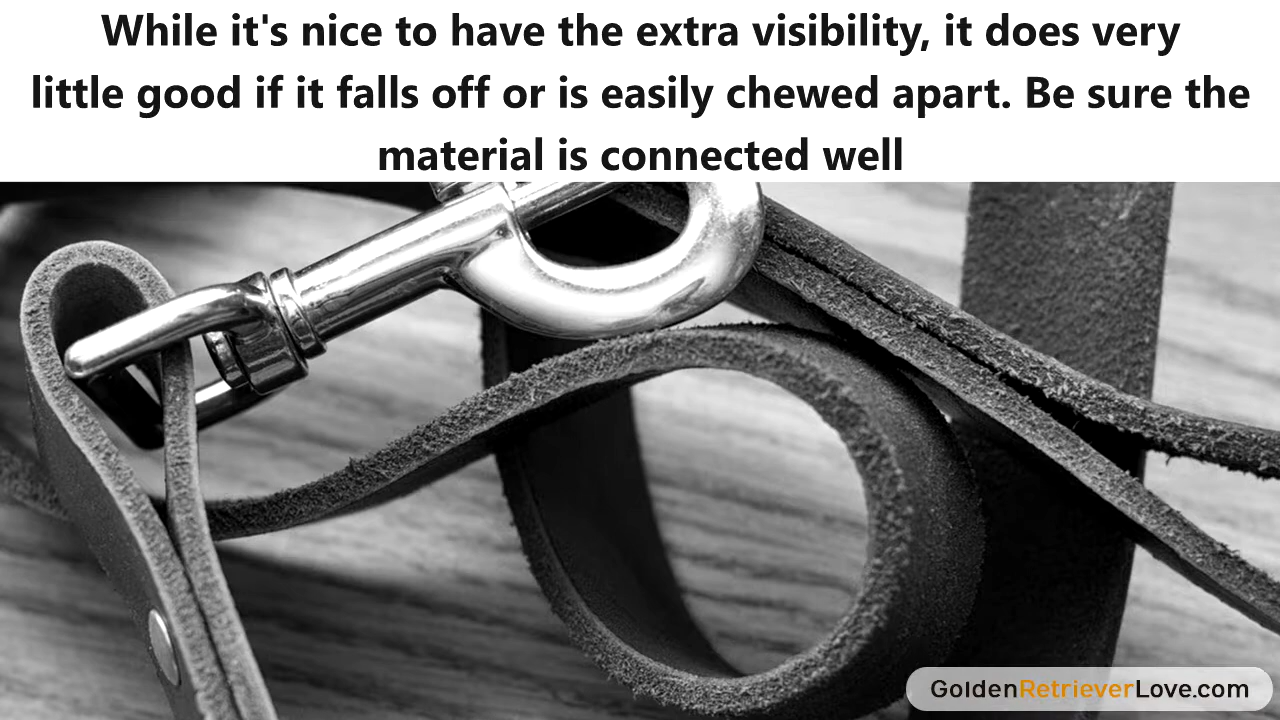 While it's nice to have the extra visibility, it does very
little good if it falls off or is easily chewed apart. Be sure the
material is connected well
GoldenRetrieverLove.com